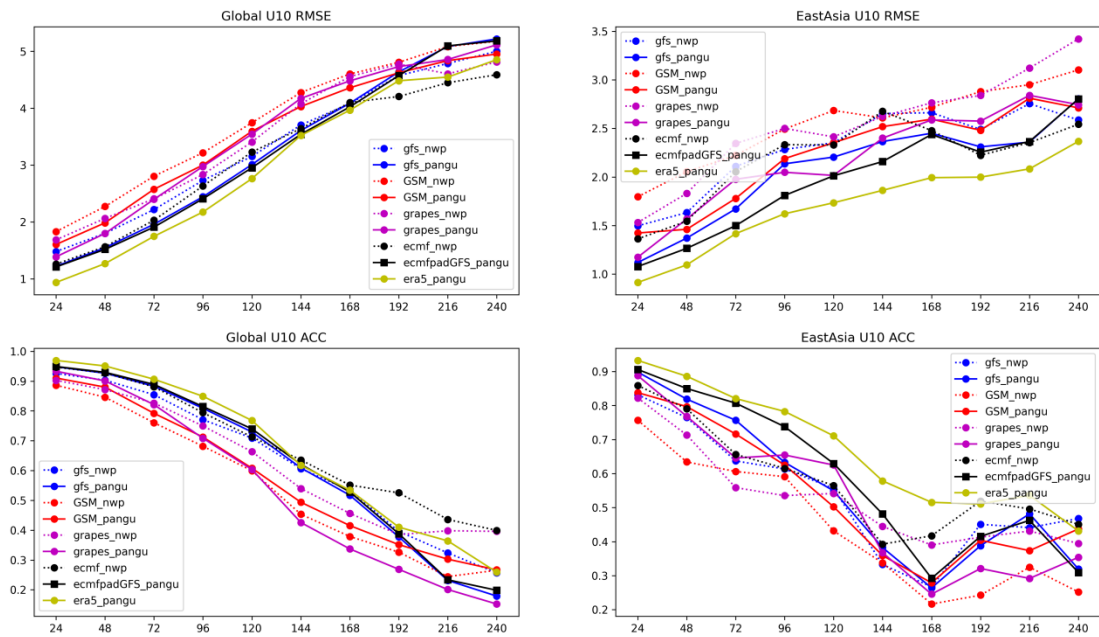 Global U10 RMSE
5
4
3
2
1
gfs_nwp
gfs_pangu
GSM_nwp
GSM_pangu
grapes_nwp
grapes_pangu
ecmf_nwp
ecmfpadGFS_pangu
era5_pangu
24 48 72 96 120 144 168 192 216 240
EastAsia U10 RMSE
3.5
3.0
2.5
2.0
1.5
1.0
gfs_nwp
gfs_pangu
GSM_nwp
GSM_pangu
grapes_nwp
grapes_pangu
ecmf_nwp
ecmfpadGFS_pangu
era5_pangu
24 48 72 96 120 144 168 192 216 240
Global U10 ACC
1.0
0.9
0.8
0.7
0.6
0.5
0.4
0.3
0.2
gfs_nwp
gfs_pangu
GSM_nwp
GSM_pangu
grapes_nwp
grapes_pangu
ecmf_nwp
ecmfpadGFS_pangu
era5_pangu
24 48 72 96 120 144 168 192 216 240
EastAsia U10 ACC
0.9
0.8
0.7
0.6
0.5
0.4
0.3
0.2
gfs_nwp
gfs_pangu
GSM_nwp
GSM_pangu
grapes_nwp
grapes_pangu
ecmf_nwp
ecmfpadGFS_pangu
era5_pangu
24 48 72 96 120 144 168 192 216 240